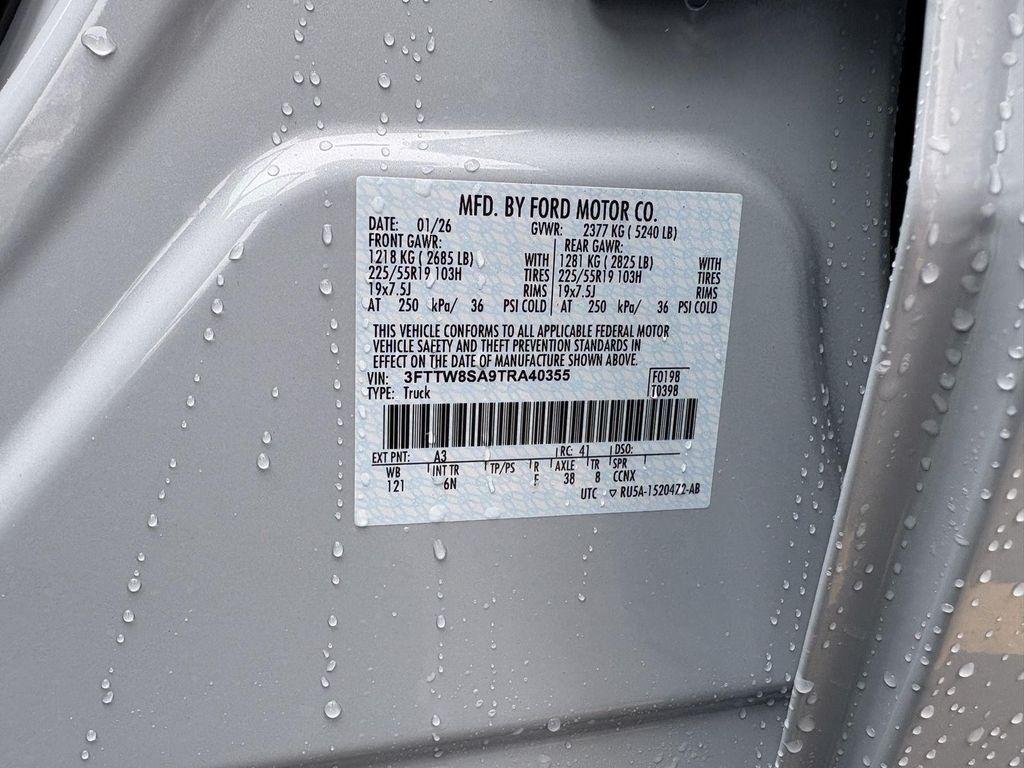 MFD. BY FORD MOTOR CO.
DATE: 01/26 GVWR: 2377 KG ( 5240 LB)
FRONT GAWR: REAR GAWR:
1218 KG ( 2685 LB) WITH 1281 KG ( 2825 LB) WITH
225/55R19 103H TIRES 225/55R19 103H TIRES
19x7.5J RIMS 19x7.5J RIMS
AT 250 kPa/ 36 PSI COLD AT 250 kPa/ 36 PSI COLD
THIS VEHICLE CONFORMS TO ALL APPLICABLE FEDERAL MOTOR
VEHICLE SAFETY AND THEFT PREVENTION STANDARDS IN
EFFECT ON THE DATE OF MANUFACTURE SHOWN ABOVE.
VIN: 3FTTW8SA9TRA40355 F0198
TYPE: Truck T0398
EXT PNT: A3 RC: 41 DSO:
WB INT TR TP/PS R AXLE TR SPR
121 6N F 38 8 CCNX
UTC ▽ RU5A-1520472-AB